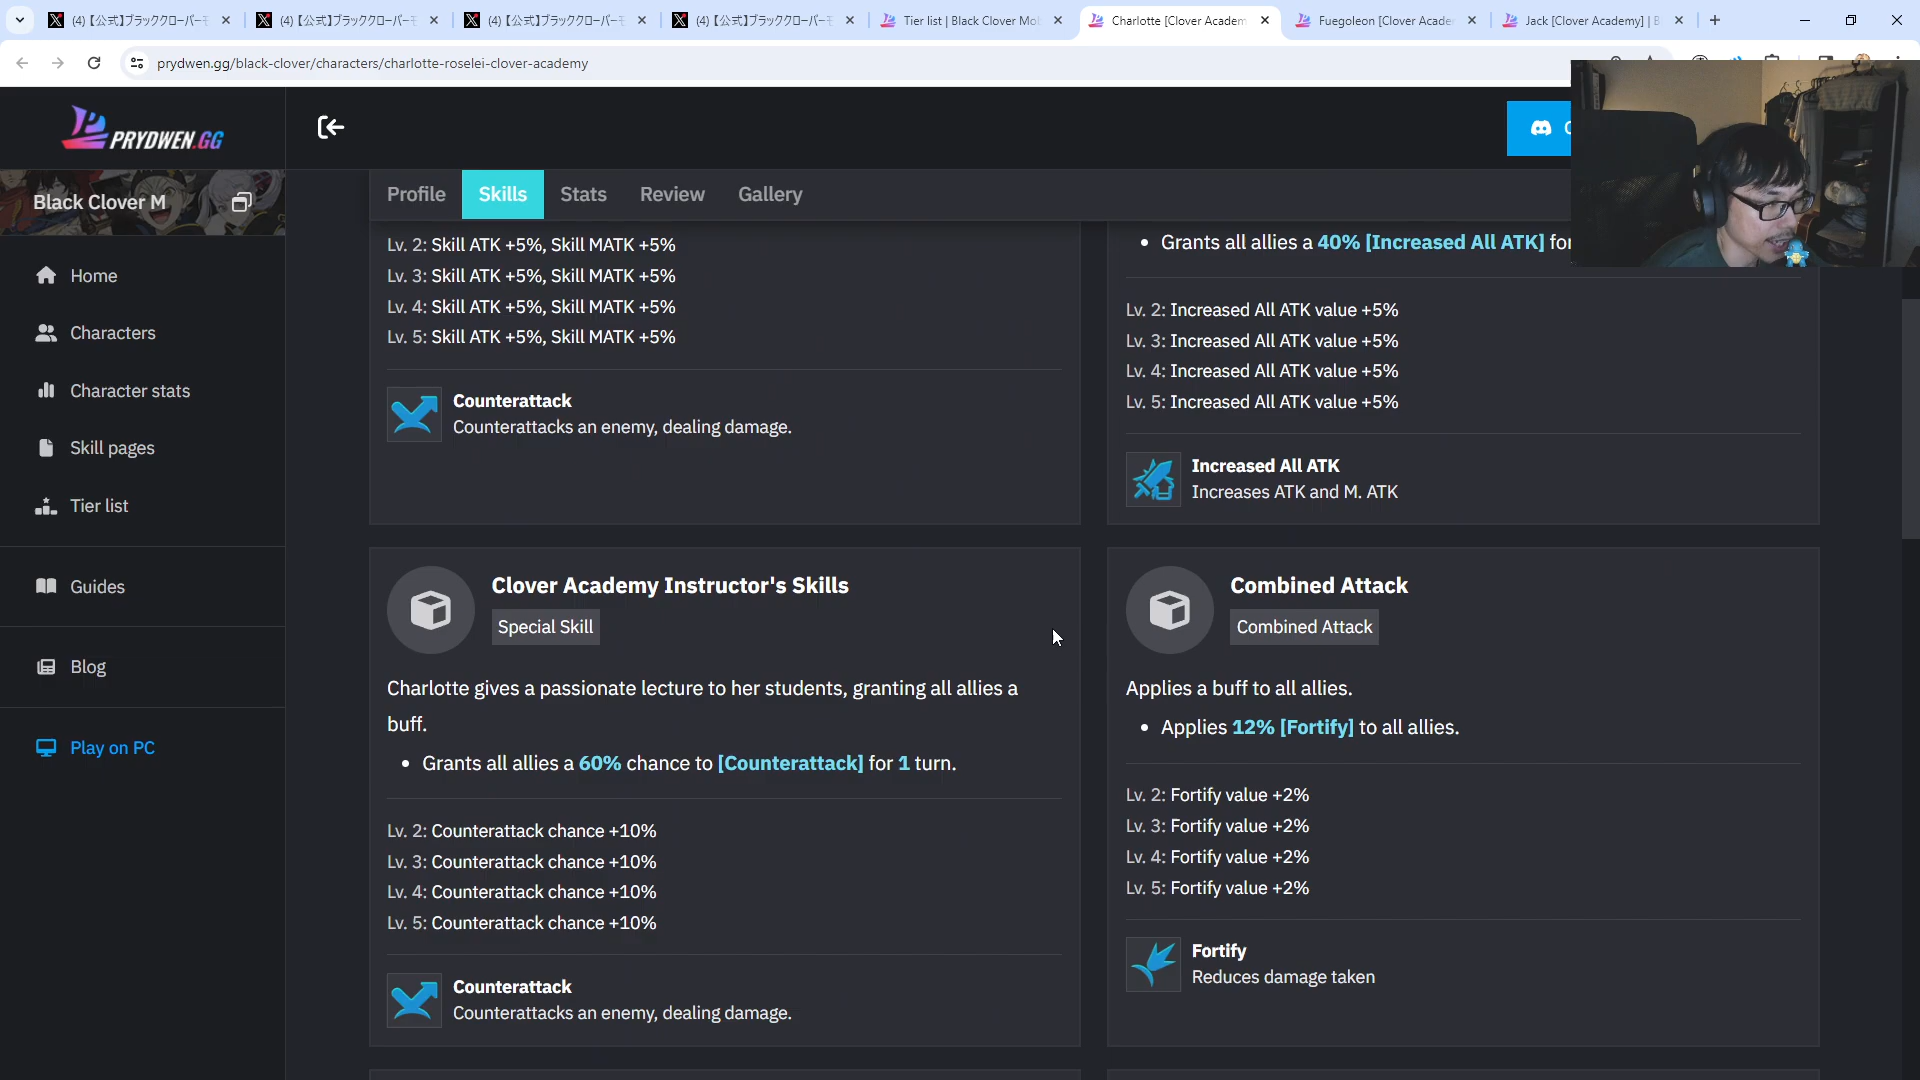 (4) 【公式】ブラッククローバーモ
(4) 【公式】ブラッククローバーモ
(4) 【公式】ブラッククローバーモ
(4) 【公式】ブラッククローバーモ
Tier list | Black Clover Mob
Charlotte [Clover Academ
Fuegoleon [Clover Acade
Jack [Clover Academy] | B
prydwen.gg/black-clover/characters/charlotte-roselei-clover-academy
PRYDWEN.GG
Black Clover M
Home
Characters
Character stats
Skill pages
Tier list
Guides
Blog
Play on PC
Profile
Skills
Stats
Review
Gallery
Lv. 2: Skill ATK +5%, Skill MATK +5%
Lv. 3: Skill ATK +5%, Skill MATK +5%
Lv. 4: Skill ATK +5%, Skill MATK +5%
Lv. 5: Skill ATK +5%, Skill MATK +5%
Counterattack
Counterattacks an enemy, dealing damage.
• Grants all allies a 40% [Increased All ATK] for
Lv. 2: Increased All ATK value +5%
Lv. 3: Increased All ATK value +5%
Lv. 4: Increased All ATK value +5%
Lv. 5: Increased All ATK value +5%
Increased All ATK
Increases ATK and M. ATK
Clover Academy Instructor's Skills
Special Skill
Charlotte gives a passionate lecture to her students, granting all allies a
buff.
• Grants all allies a 60% chance to [Counterattack] for 1 turn.
Lv. 2: Counterattack chance +10%
Lv. 3: Counterattack chance +10%
Lv. 4: Counterattack chance +10%
Lv. 5: Counterattack chance +10%
Counterattack
Counterattacks an enemy, dealing damage.
Combined Attack
Combined Attack
Applies a buff to all allies.
• Applies 12% [Fortify] to all allies.
Lv. 2: Fortify value +2%
Lv. 3: Fortify value +2%
Lv. 4: Fortify value +2%
Lv. 5: Fortify value +2%
Fortify
Reduces damage taken